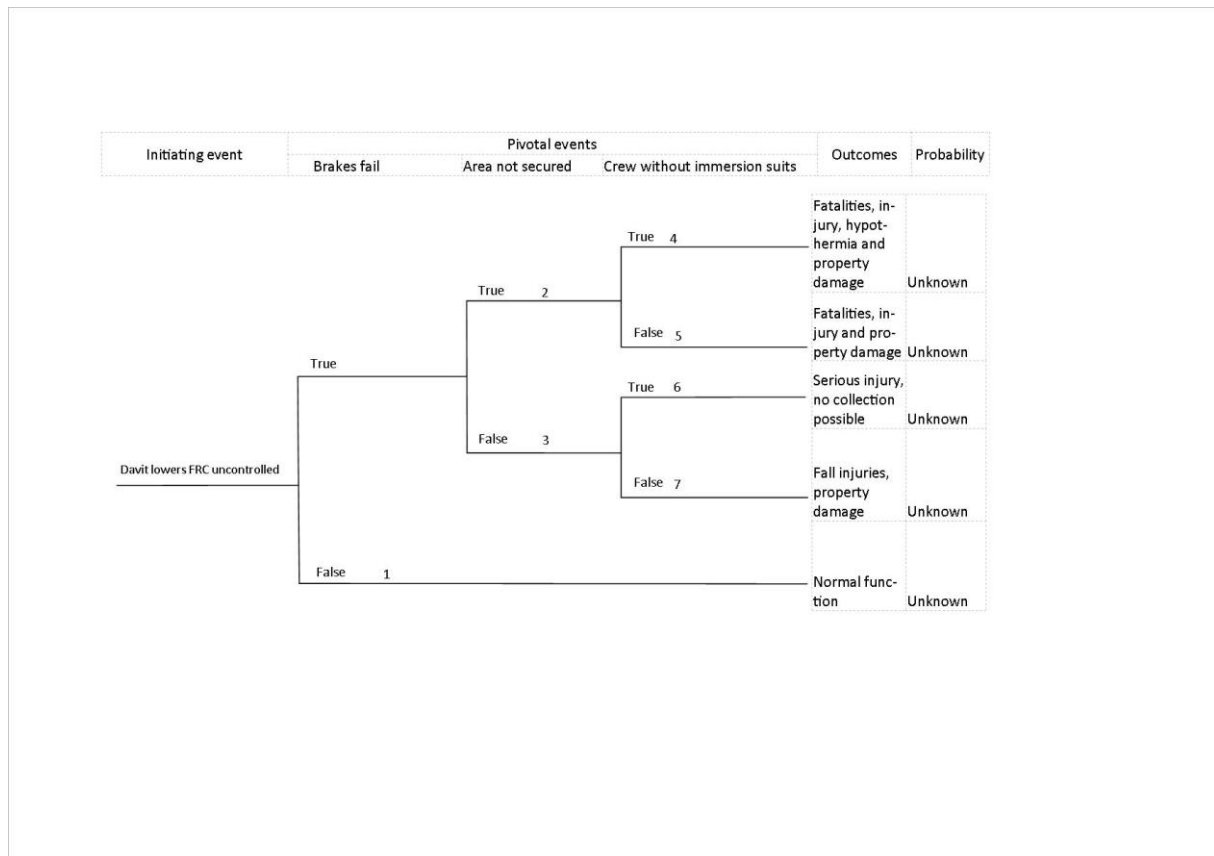 Initiating event
Pivotal events
Brakes fail
Area not secured
Crew without immersion suits
Outcomes
Probability
True 4
Fatalities, in-
jury, hypot-
hermia and
property
damage
Unknown
True 2
False 5
Fatalities, in-
jury and pro-
perty damage
Unknown
True
True 6
Serious injury,
no collection
possible
Unknown
False 3
Davit lowers FRC uncontrolled
False 7
Fall injuries,
property
damage
Unknown
False 1
Normal func-
tion
Unknown